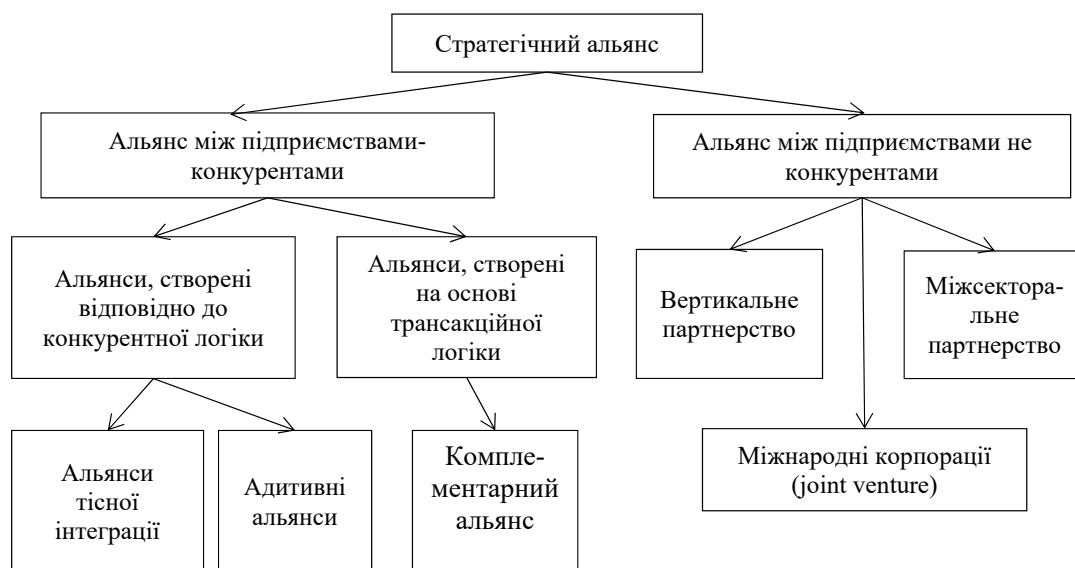 Стратегічний альянс
Альянс між підприємствами-
конкурентами
Альянс між підприємствами не
конкурентами
Альянси, створені
відповідно до
конкурентної логіки
Альянси, створені
на основі
трансакційної
логіки
Вертикальне
партнерство
Міжсектора-
льне
партнерство
Альянси
тісної
інтеграції
Адитивні
альянси
Компле-
ментарний
альянс
Міжнародні корпорації
(joint venture)